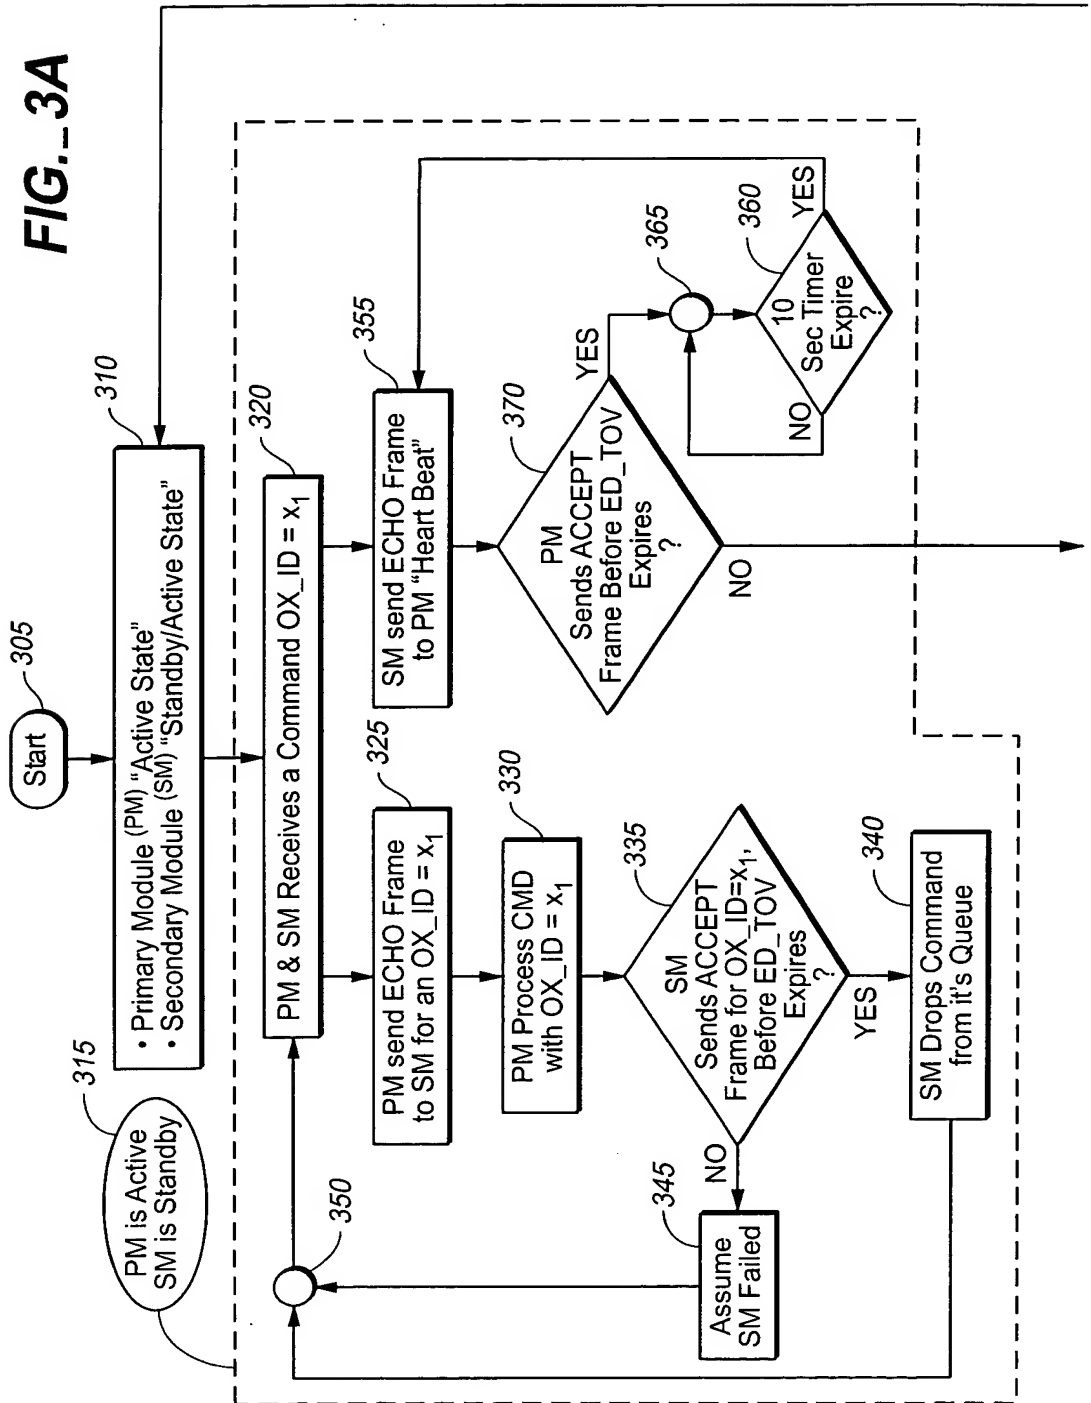 FIG._3A
Start
305
• Primary Module (PM) "Active State"
• Secondary Module (SM) "Standby/Active State"
310
PM is Active
SM is Standby
315
PM & SM Receives a Command OX_ID = x1
320
PM send ECHO Frame
to SM for an OX_ID = x1
325
PM Process CMD
with OX_ID = x1
330
SM
Sends ACCEPT
Frame for OX_ID=x1,
Before ED_TOV
Expires
?
335
YES
NO
SM Drops Command
from it's Queue
340
Assume
SM Failed
345
350
SM send ECHO Frame
to PM "Heart Beat"
355
PM
Sends ACCEPT
Frame Before ED_TOV
Expires
?
370
YES
NO
365
10
Sec Timer
Expire
?
360
YES
NO